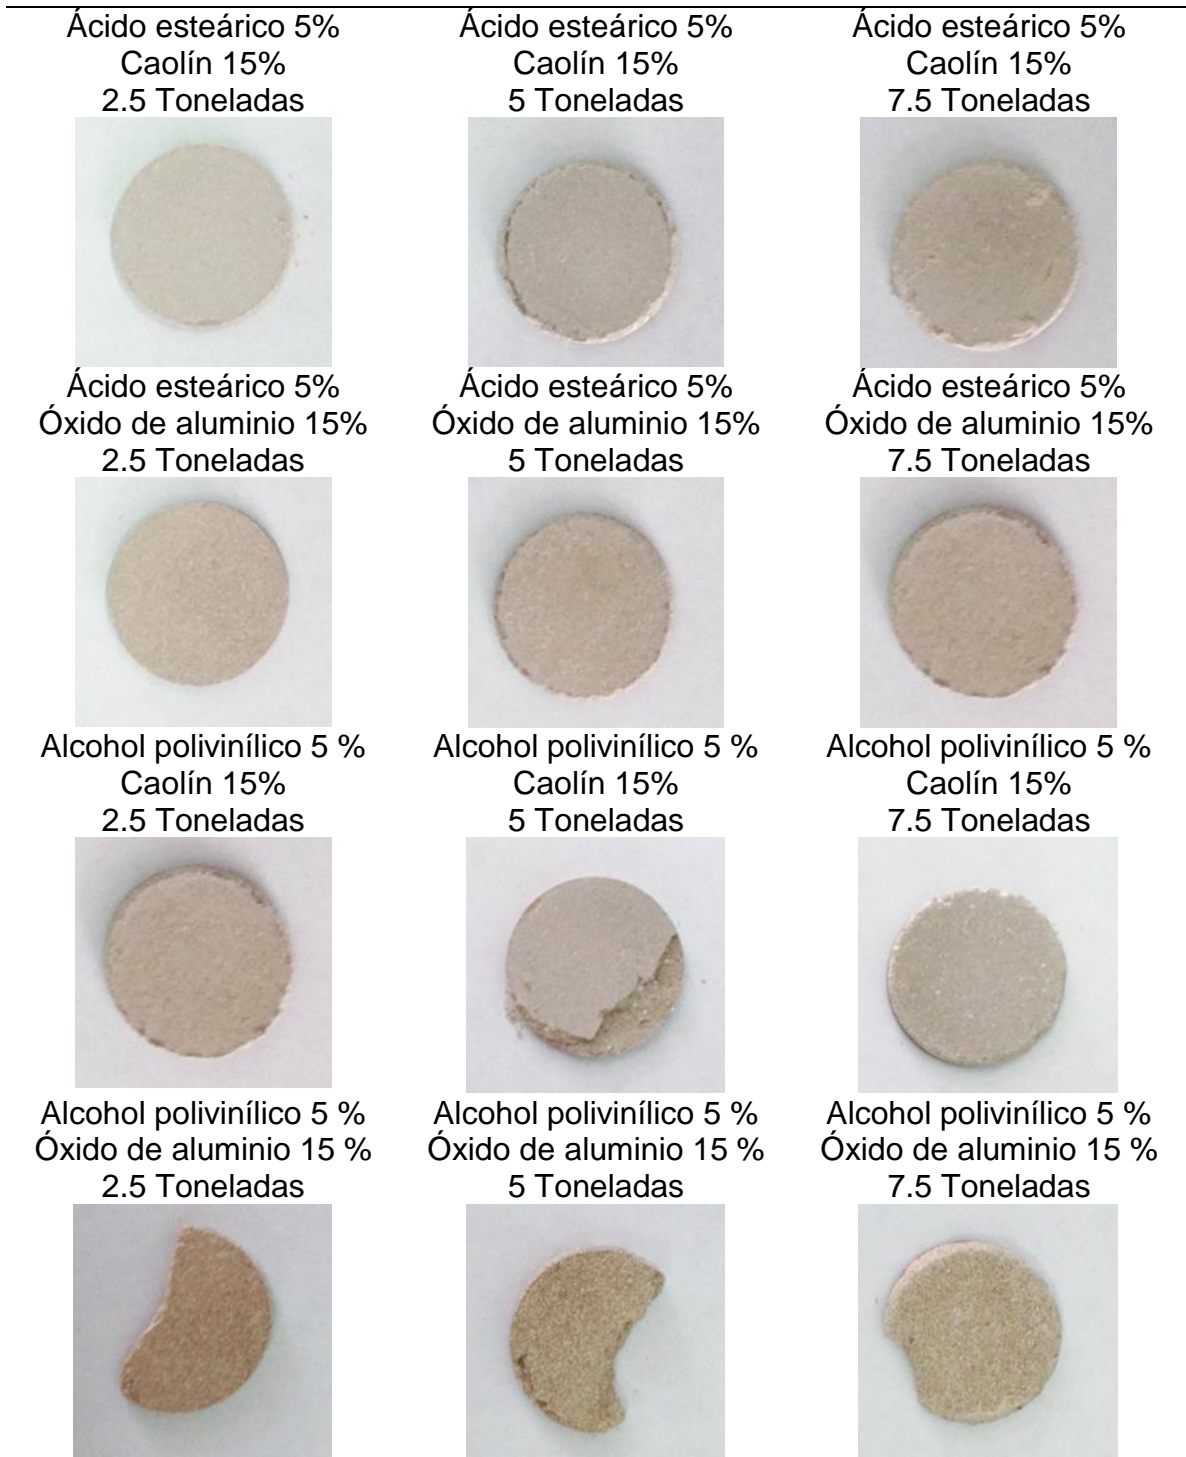 Ácido esteárico 5%
Caolín 15%
2.5 Toneladas
Ácido esteárico 5%
Caolín 15%
5 Toneladas
Ácido esteárico 5%
Caolín 15%
7.5 Toneladas
Ácido esteárico 5%
Óxido de aluminio 15%
2.5 Toneladas
Ácido esteárico 5%
Óxido de aluminio 15%
5 Toneladas
Ácido esteárico 5%
Óxido de aluminio 15%
7.5 Toneladas
Alcohol polivinílico 5 %
Caolín 15%
2.5 Toneladas
Alcohol polivinílico 5 %
Caolín 15%
5 Toneladas
Alcohol polivinílico 5 %
Caolín 15%
7.5 Toneladas
Alcohol polivinílico 5 %
Óxido de aluminio 15 %
2.5 Toneladas
Alcohol polivinílico 5 %
Óxido de aluminio 15 %
5 Toneladas
Alcohol polivinílico 5 %
Óxido de aluminio 15 %
7.5 Toneladas